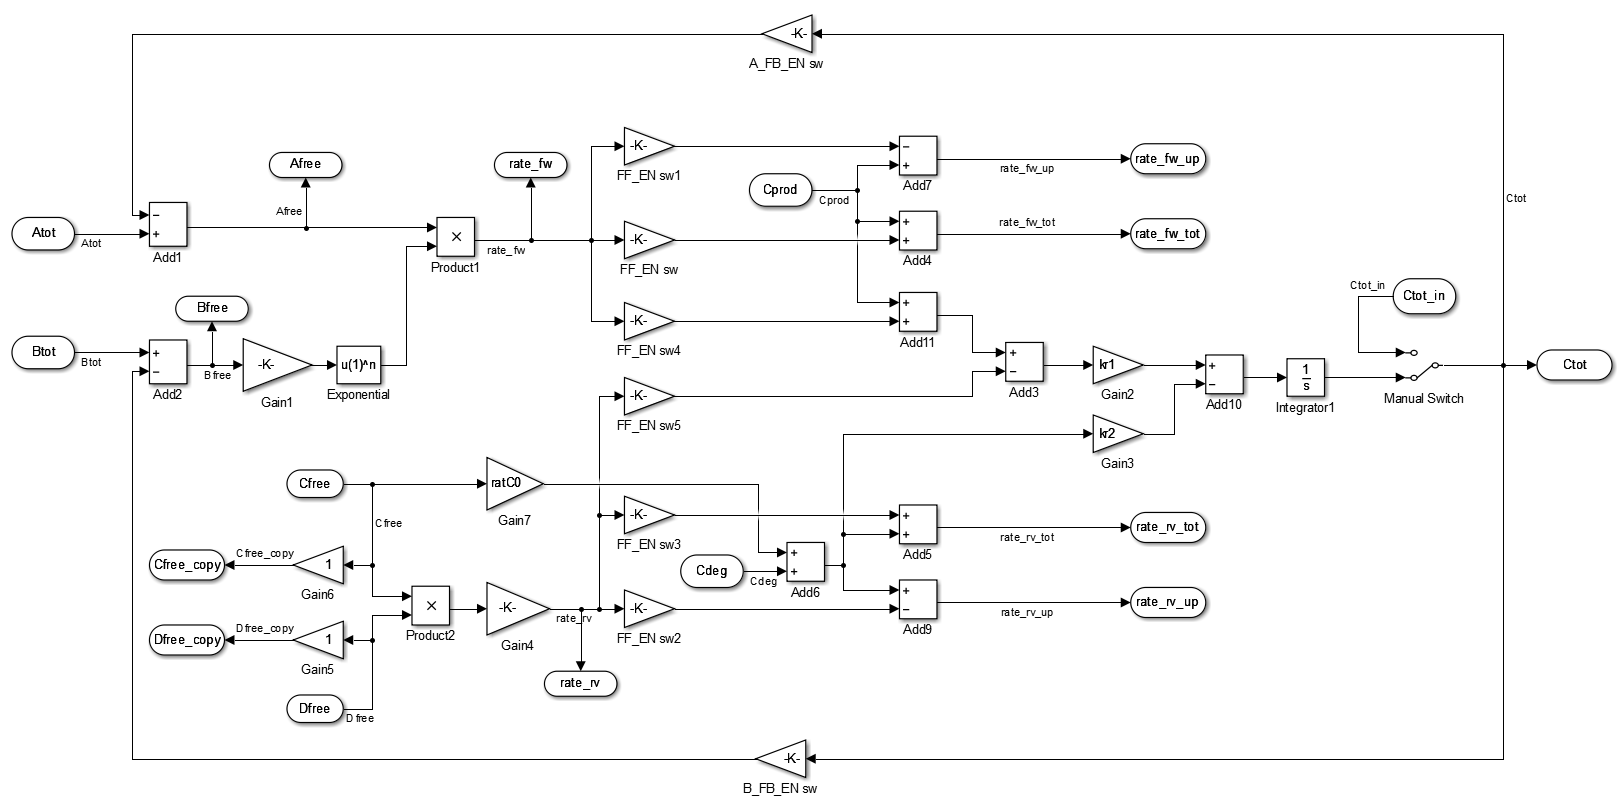 -K-
A_FB_EN sw
Afree
rate_fw
-K-
FF_EN sw1
Cprod
Cprod
−
+
Add7
rate_fw_up
rate_fw_up
Ctot
Atot
Atot
−
+
Add1
Afree
×
Product1
rate_fw
-K-
FF_EN sw
+
+
Add4
rate_fw_tot
rate_fw_tot
Bfree
-K-
FF_EN sw4
+
+
Add11
Ctot_in
Ctot_in
Btot
Btot
+
−
Add2
Bfree
-K-
Gain1
u(1)^n
Exponential
+
−
Add3
kr1
Gain2
+
−
Add10
1
s
Integrator1
Manual Switch
Ctot
-K-
FF_EN sw5
kr2
Gain3
Cfree
Cfree
ratC0
Gain7
-K-
FF_EN sw3
+
+
Add5
rate_rv_tot
rate_rv_tot
Cfree_copy
Cfree_copy
1
Gain6
Cdeg
Cdeg
+
+
Add6
×
Product2
-K-
Gain4
rate_rv
-K-
FF_EN sw2
+
−
Add9
rate_rv_up
rate_rv_up
Dfree_copy
Dfree_copy
1
Gain5
rate_rv
Dfree
Dfree
-K-
B_FB_EN sw